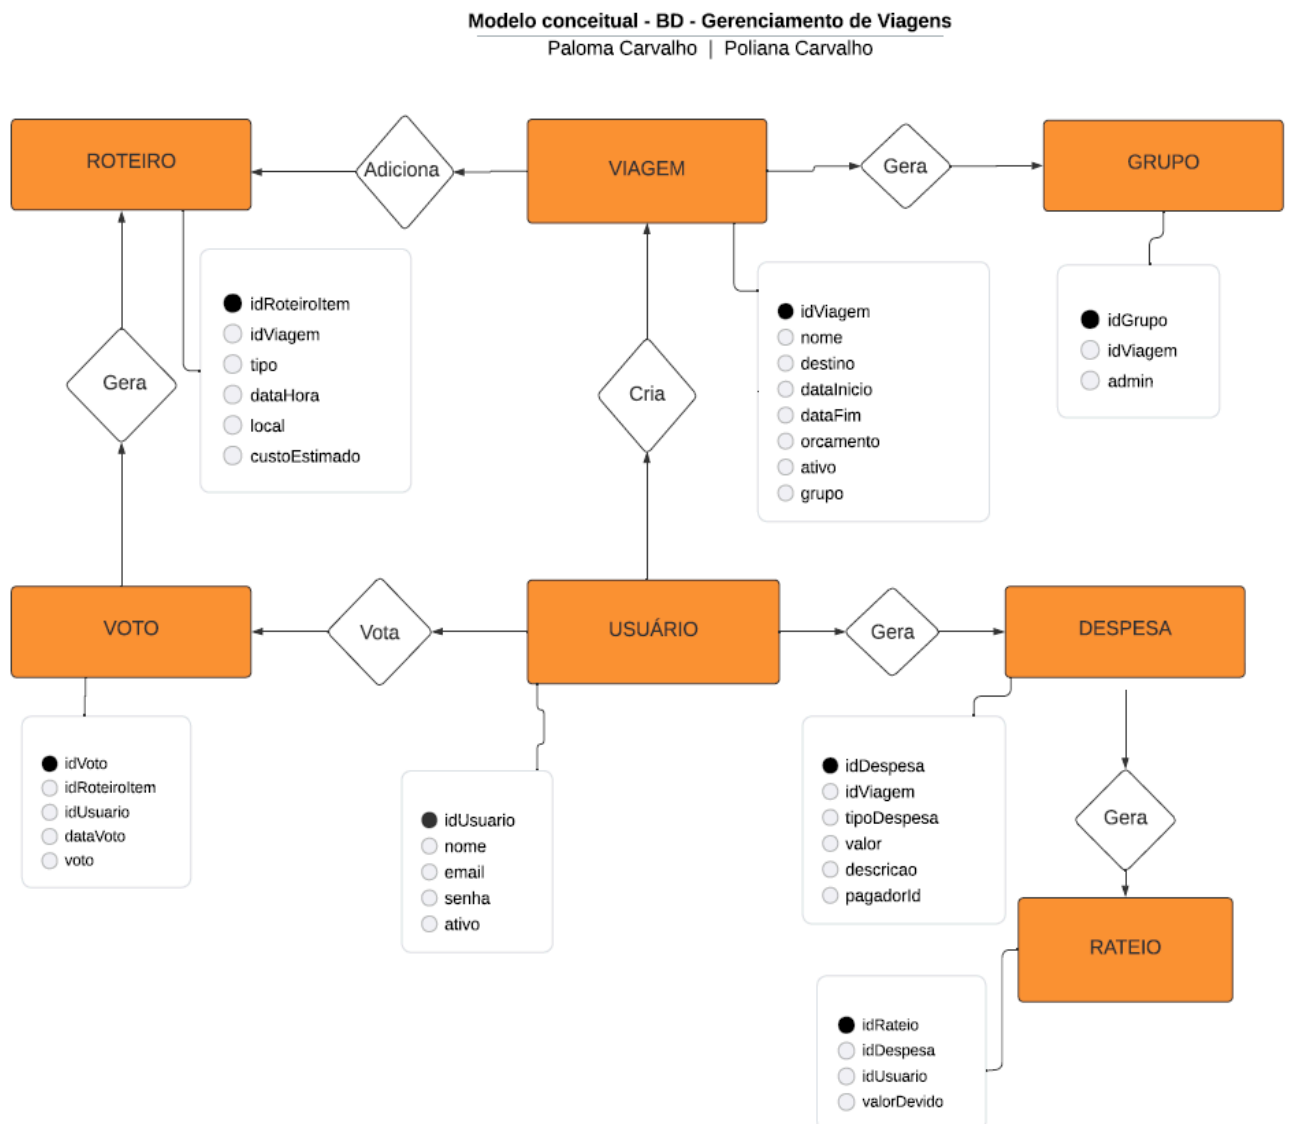 Modelo conceitual - BD - Gerenciamento de Viagens
Paloma Carvalho | Poliana Carvalho
ROTEIRO
Adiciona
VIAGEM
Gera
GRUPO
idRoteiroItem
idViagem
tipo
dataHora
local
custoEstimado
idViagem
nome
destino
dataInicio
dataFim
orcamento
ativo
grupo
idGrupo
idViagem
admin
Gera
Cria
VOTO
Vota
USUÁRIO
Gera
DESPESA
idVoto
idRoteiroItem
idUsuario
dataVoto
voto
idUsuario
nome
email
senha
ativo
idDespesa
idViagem
tipoDespesa
valor
descricao
pagadorId
Gera
RATEIO
idRateio
idDespesa
idUsuario
valorDevido